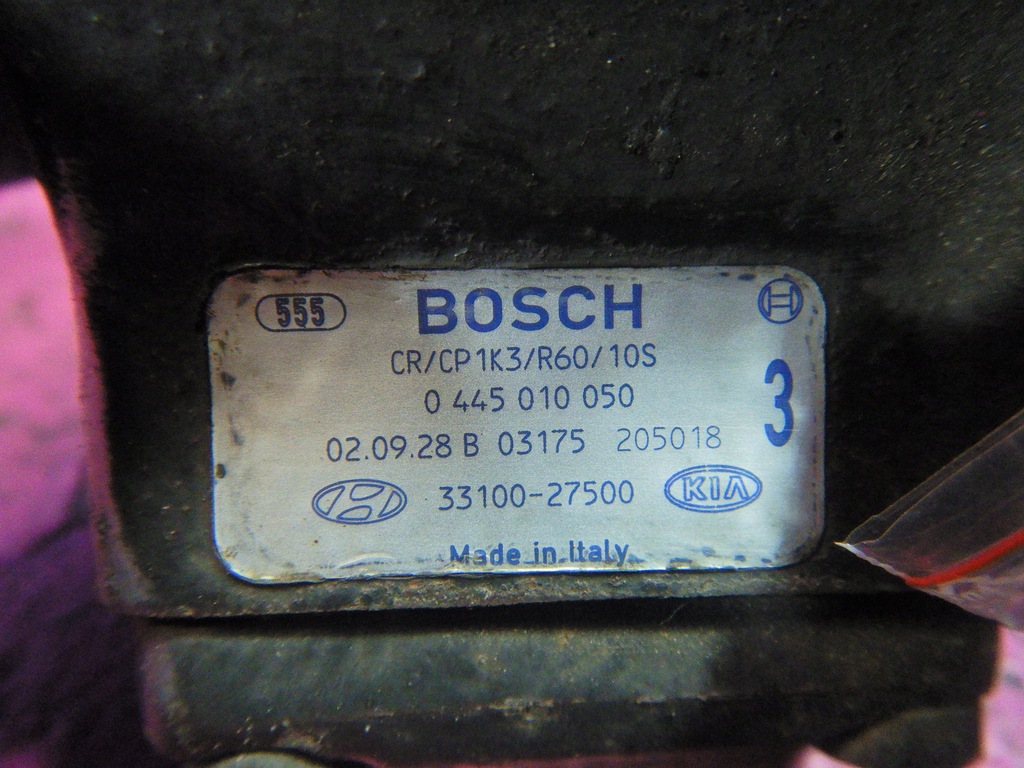 555 BOSCH
CR/CP1K3/R60/10S
0 445 010 050
3
02.09.28 B 03175 205018
33100-27500 KIA
Made in Italy